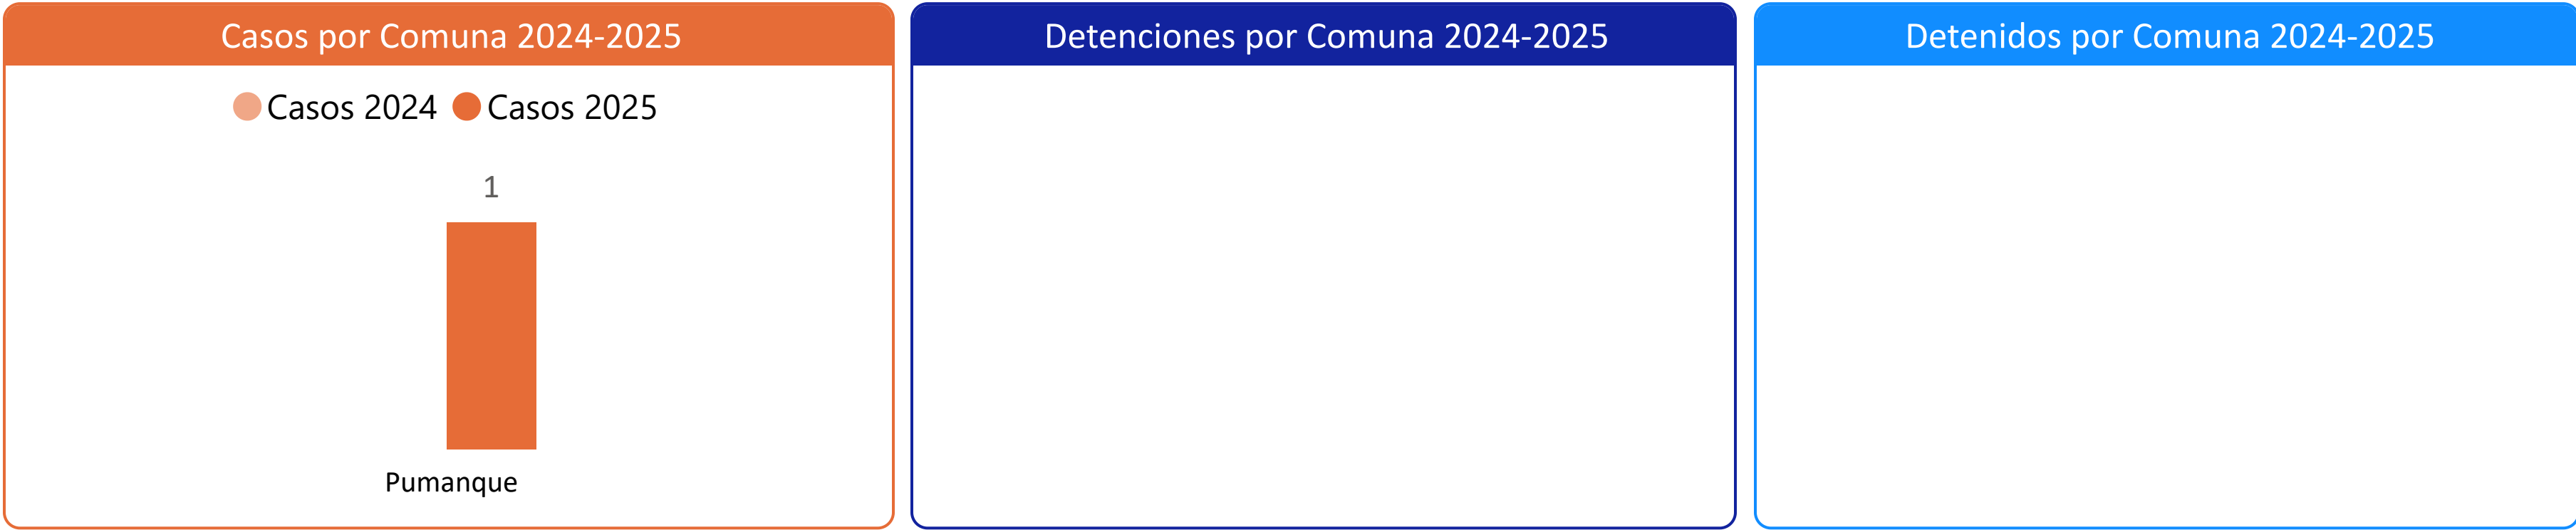 Casos por Comuna 2024-2025
Casos 2024 Casos 2025
1
Pumanque
Detenciones por Comuna 2024-2025
Detenidos por Comuna 2024-2025